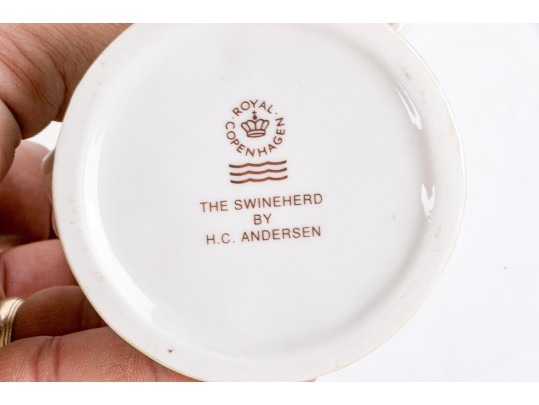 ROYAL
COPENHAGEN
THE SWINEHERD
BY
H.C. ANDERSEN